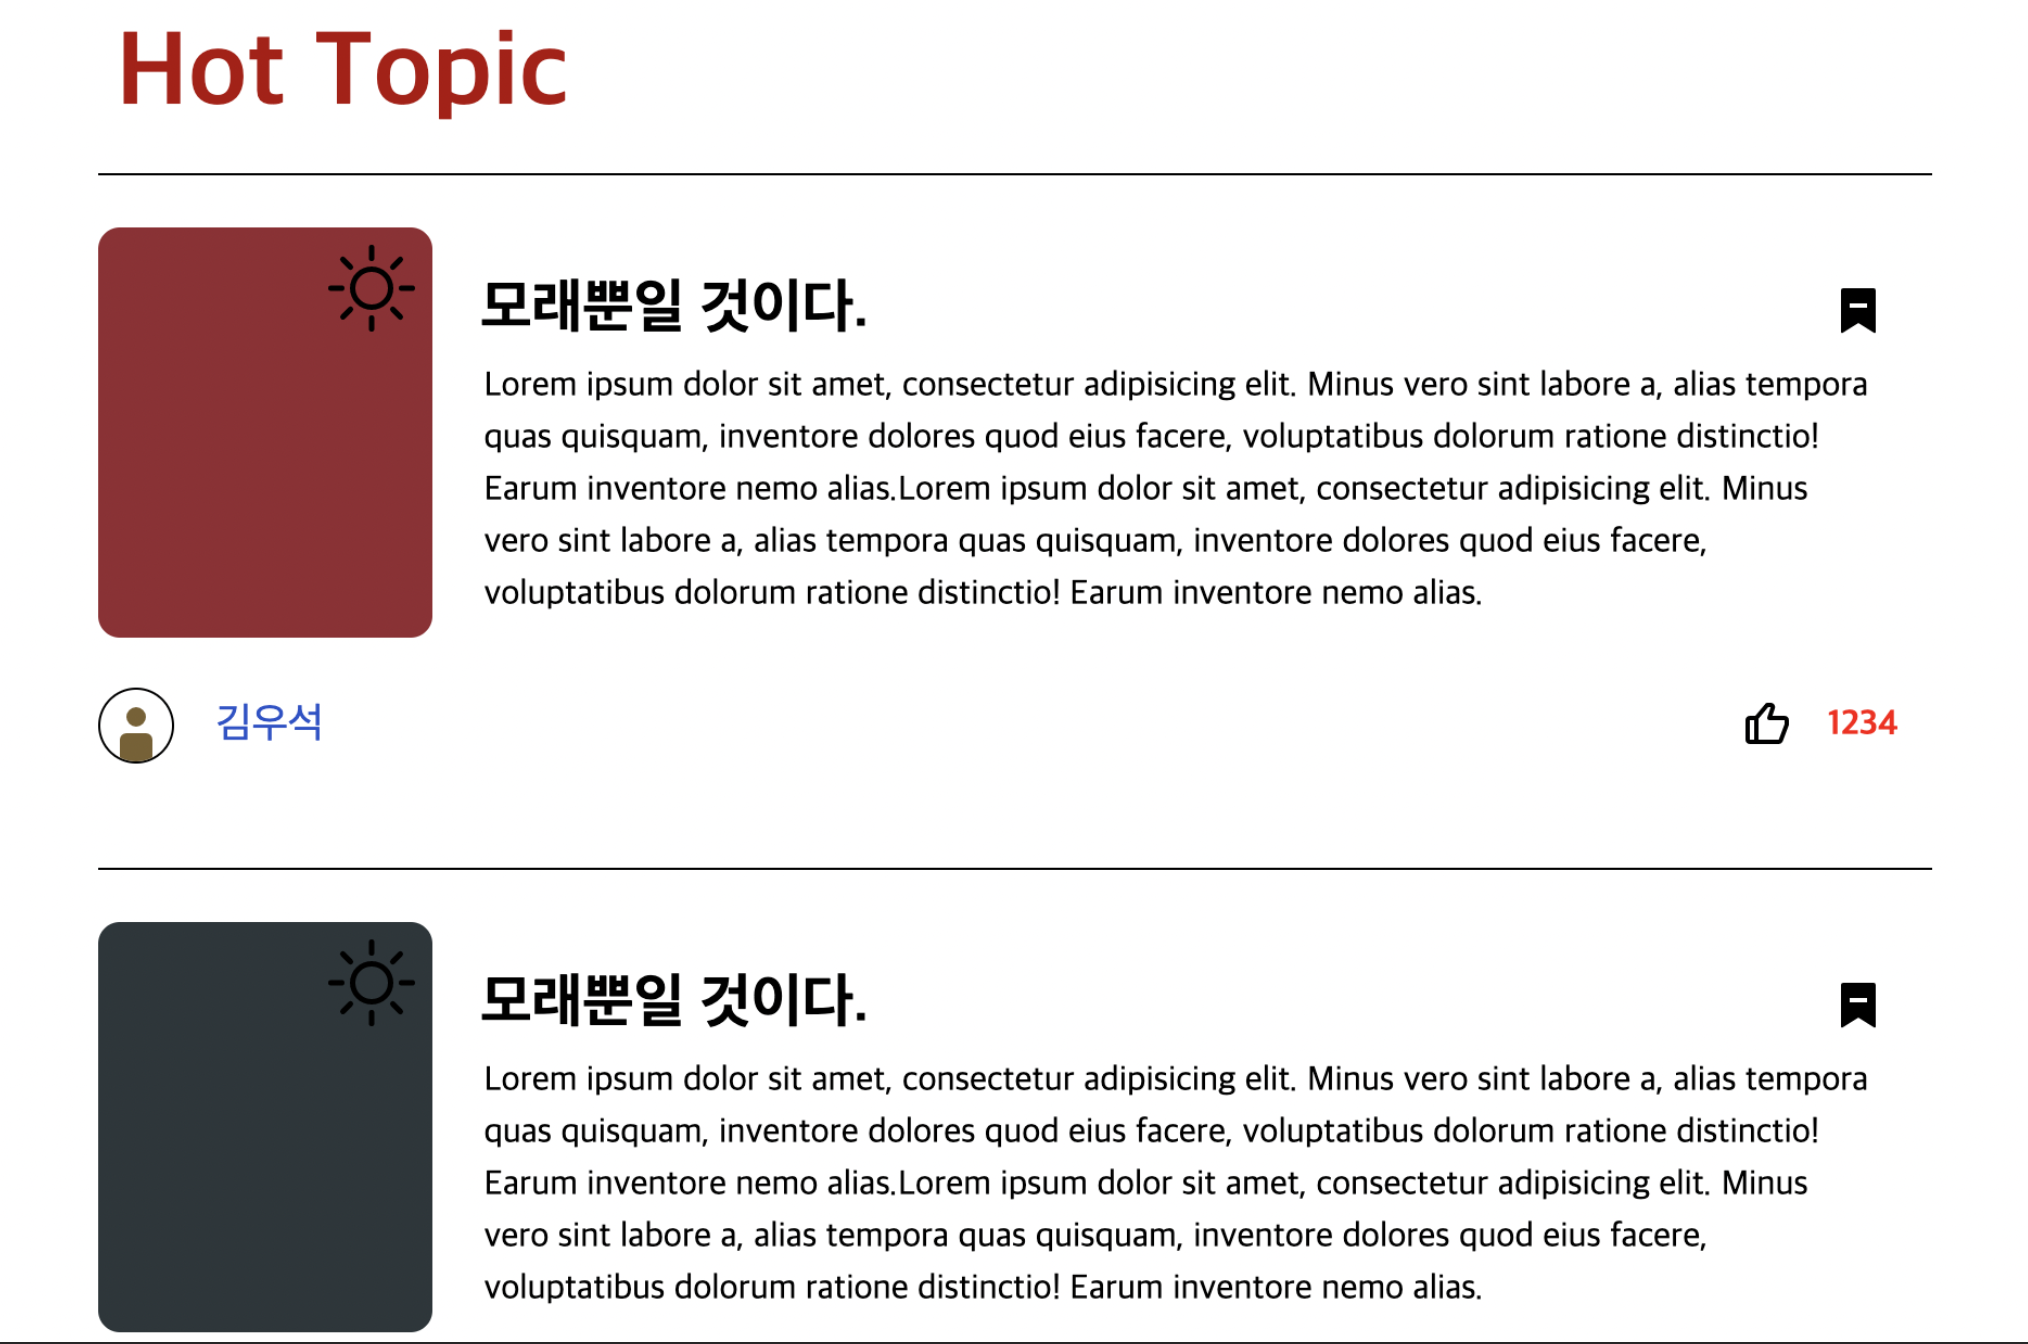 Hot Topic
모래뿐일 것이다.
Lorem ipsum dolor sit amet, consectetur adipisicing elit. Minus vero sint labore a, alias tempora
quas quisquam, inventore dolores quod eius facere, voluptatibus dolorum ratione distinctio!
Earum inventore nemo alias.Lorem ipsum dolor sit amet, consectetur adipisicing elit. Minus
vero sint labore a, alias tempora quas quisquam, inventore dolores quod eius facere,
voluptatibus dolorum ratione distinctio! Earum inventore nemo alias.
김우석
1234
모래뿐일 것이다.
Lorem ipsum dolor sit amet, consectetur adipisicing elit. Minus vero sint labore a, alias tempora
quas quisquam, inventore dolores quod eius facere, voluptatibus dolorum ratione distinctio!
Earum inventore nemo alias.Lorem ipsum dolor sit amet, consectetur adipisicing elit. Minus
vero sint labore a, alias tempora quas quisquam, inventore dolores quod eius facere,
voluptatibus dolorum ratione distinctio! Earum inventore nemo alias.